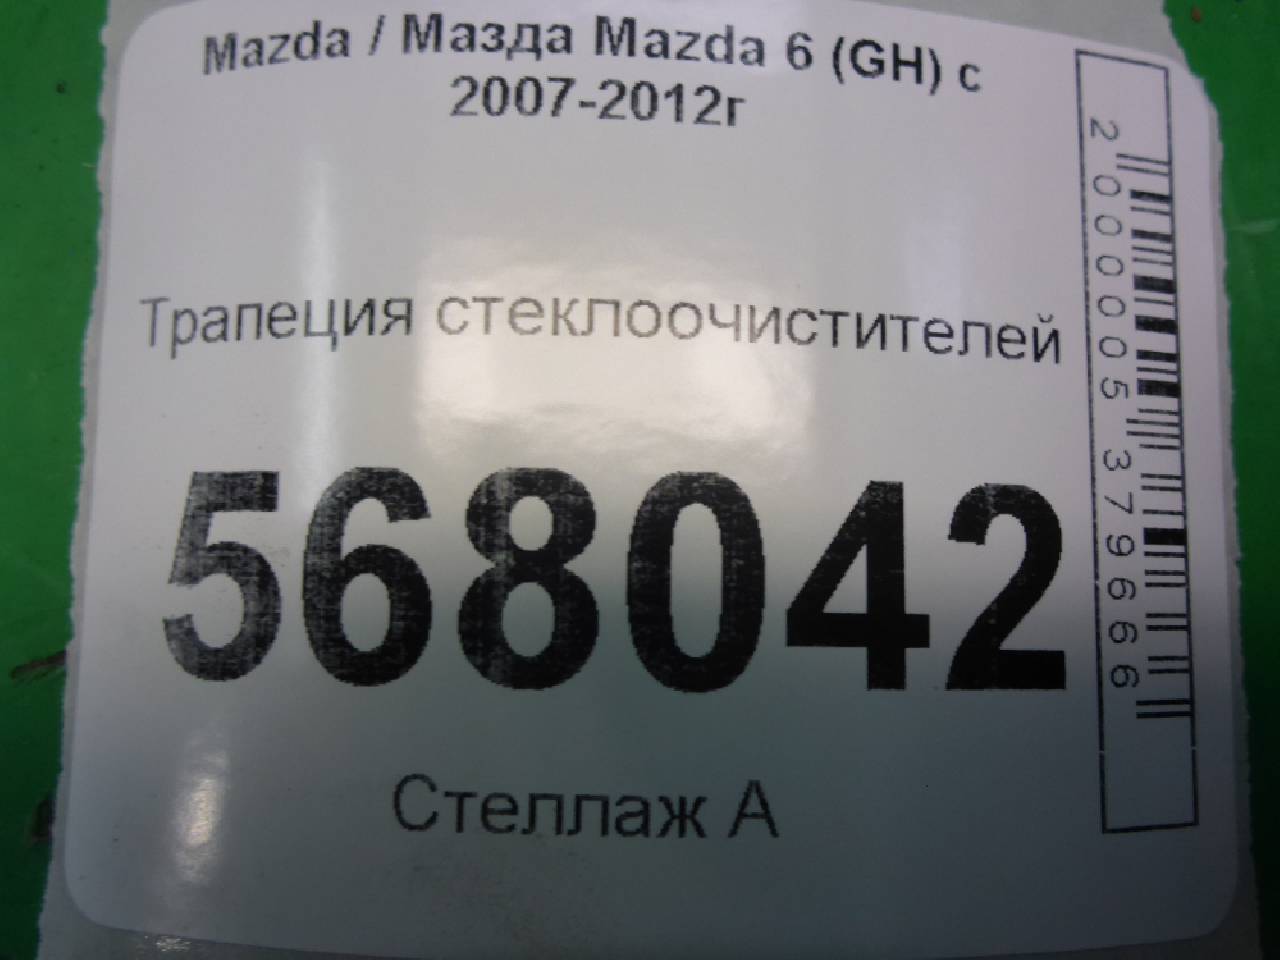 Mazda / Мазда Mazda 6 (GH) с
2007-2012г
Трапеция стеклоочистителей
568042
Стеллаж А
2000005379666